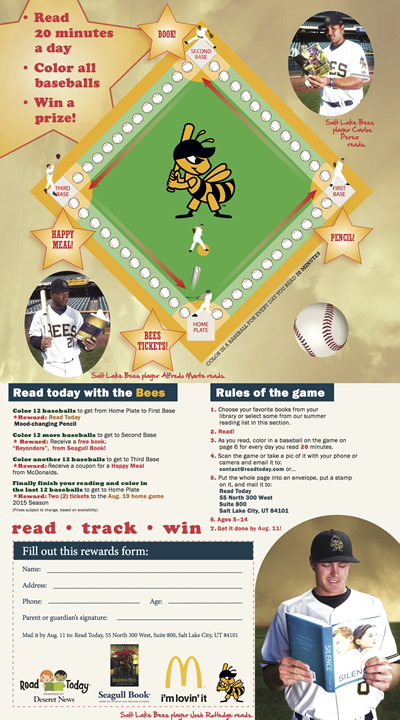 • Read
20 minutes
a day
• Color all
baseballs
• Win a
prize!
BOOK!
SECOND
BASE
BEES
Salt Lake Bees
player Carlos
Perez
reads.
THIRD
BASE
FIRST
BASE
HAPPY
MEAL!
PENCIL!
BEES
BEES
TICKETS!
HOME
PLATE
COLOR IN A BASEBALL FOR EVERY DAY YOU READ 20 MINUTES
Salt Lake Bees player Alfredo Marte reads.
Read today with the Bees
Color 12 baseballs to get from Home Plate to First Base
★Reward: Read Today
Mood-changing Pencil
Color 12 more baseballs to get to Second Base
★Reward: Receive a free book,
"Beyonders", from Seagull Book!
Color another 12 baseballs to get to Third Base
★Reward: Receive a coupon for a Happy Meal
from McDonalds.
Finally finish your reading and color in
the last 12 baseballs to get to Home Plate
★Reward: Two (2) tickets to the Aug. 19 home game
2015 Season
(Prizes subject to change, based on availability)
Rules of the game
1. Choose your favorite books from your
library or select some from our summer
reading list in this section.
2. Read!
3. As you read, color in a baseball on the game on
page 6 for every day you read 20 minutes.
4. Scan the game or take a pic of it with your phone or
camera and email it to:
contact@readtoday.com or...
5. Put the whole page into an envelope, put a stamp
on it, and mail it to:
Read Today
55 North 300 West
Suite 800
Salt Lake City, UT 84101
6. Ages 5–14
7. Get it done by Aug. 11!
read • track • win
Fill out this rewards form:
Name:
Address:
Phone: Age:
Parent or guardian's signature:
Mail it by Aug. 11 to: Read Today, 55 North 300 West, Suite 800, Salt Lake City, UT 84101
Read Today
Deseret News
Seagull Book
i'm lovin' it
SILENCE
SILENCE
Salt Lake Bees player Josh Rutledge reads.